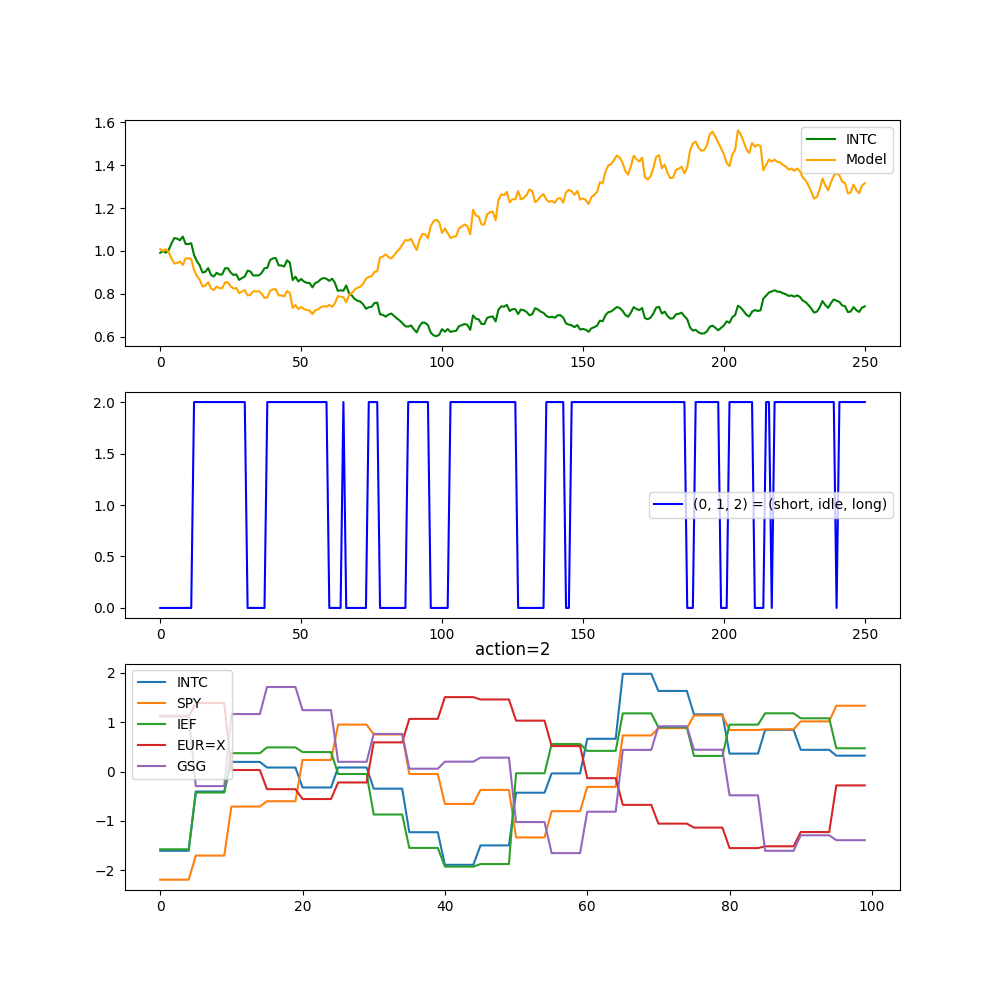 1.6
1.4
1.2
1.0
0.8
0.6
INTC
Model
0 50 100 150 200 250
2.0
1.5
1.0
0.5
0.0
(0, 1, 2) = (short, idle, long)
0 50 100 150 200 250
action=2
2
1
0
−1
−2
INTC
SPY
IEF
EUR=X
GSG
0 20 40 60 80 100